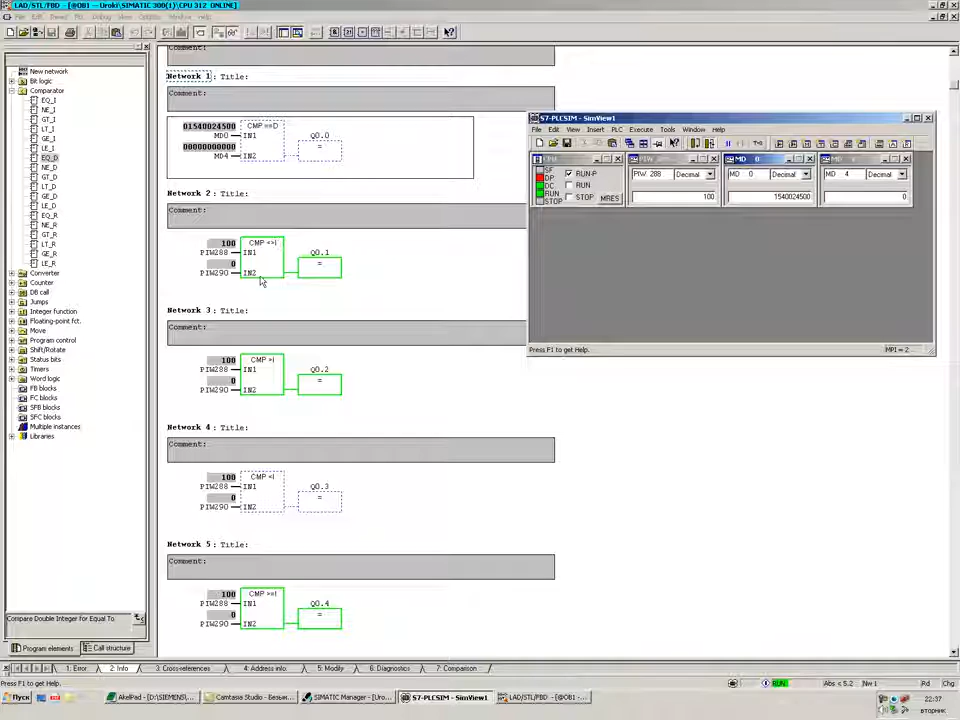 LAD/STL/FBD - [@OB1 -- Uroki\SIMATIC 300(1)\CPU 312 ONLINE]
New network
Bit logic
Comparator
EQ_I
NE_I
GT_I
LT_I
GE_I
LE_I
EQ_D
NE_D
GT_D
LT_D
GE_D
LE_D
EQ_R
NE_R
GT_R
LT_R
GE_R
LE_R
Converter
Counter
DB call
Jumps
Integer function
Floating-point fct.
Move
Program control
Shift/Rotate
Status bits
Timers
Word logic
FB blocks
FC blocks
SFB blocks
SFC blocks
Multiple instances
Libraries
Compare Double Integer for Equal To.
Program elements
Call structure
Comment:
Network 1 : Title:
Comment:
01540024500 CMP ==D
MD0 IN1 Q0.0
00000000000 =
MD4 IN2
Network 2 : Title:
Comment:
100 CMP <>I
PIW288 IN1 Q0.1
0 =
PIW290 IN2
Network 3 : Title:
Comment:
100 CMP >I
PIW288 IN1 Q0.2
0 =
PIW290 IN2
Network 4 : Title:
Comment:
100 CMP <I
PIW288 IN1 Q0.3
0 =
PIW290 IN2
Network 5 : Title:
Comment:
100 CMP >=I
PIW288 IN1 Q0.4
0 =
PIW290 IN2
S7-PLCSIM - SimView1
File Edit View Insert PLC Execute Tools Window Help
SF
DP
DC
RUN
STOP
RUN-P
RUN
STOP
MRES
PIW 288 Decimal
100
MD 0
MD 0 Decimal
1540024500
MD 4 Decimal
0
Press F1 to get Help.
MPI = 2
1: Error 2: Info 3: Cross-references 4: Address info. 5: Modify 6: Diagnostics 7: Comparison
Press F1 to get Help.
RUN Abs < 5.2 Nw 1 Rd Chg
Пуск
AkelPad - [D:\SIEMENS\
Camtasia Studio - Безым...
SIMATIC Manager - [Uro...
S7-PLCSIM - SimView1
LAD/STL/FBD - [@OB1 ...
22:37
вторник